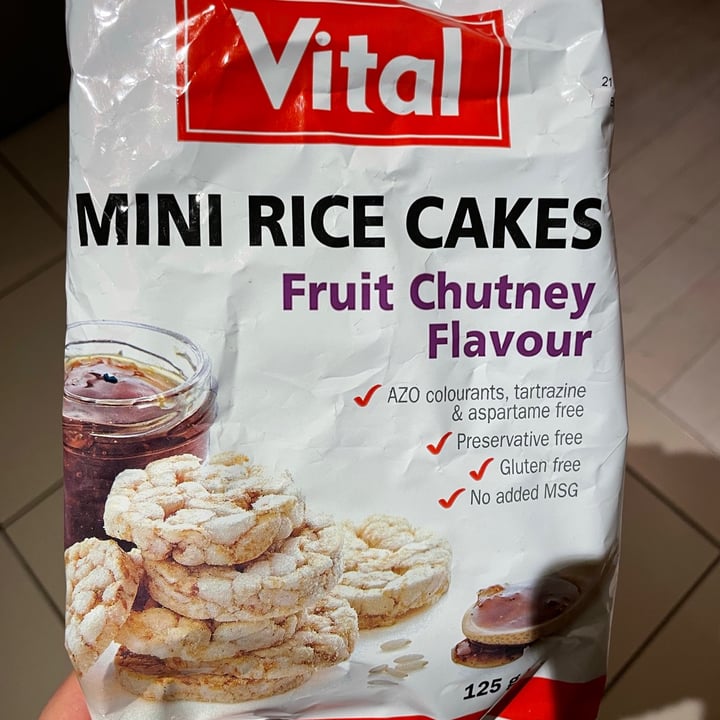 Vital
MINI RICE CAKES
Fruit Chutney
Flavour
AZO colourants, tartrazine
& aspartame free
Preservative free
Gluten free
No added MSG
125 g